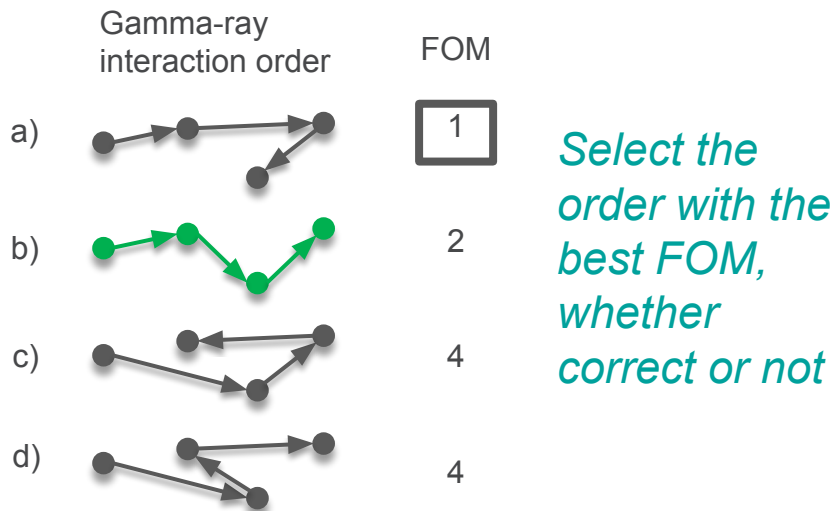 Gamma-ray
interaction order
FOM
a)
1
b)
2
c)
4
d)
4
Select the
order with the
best FOM,
whether
correct or not